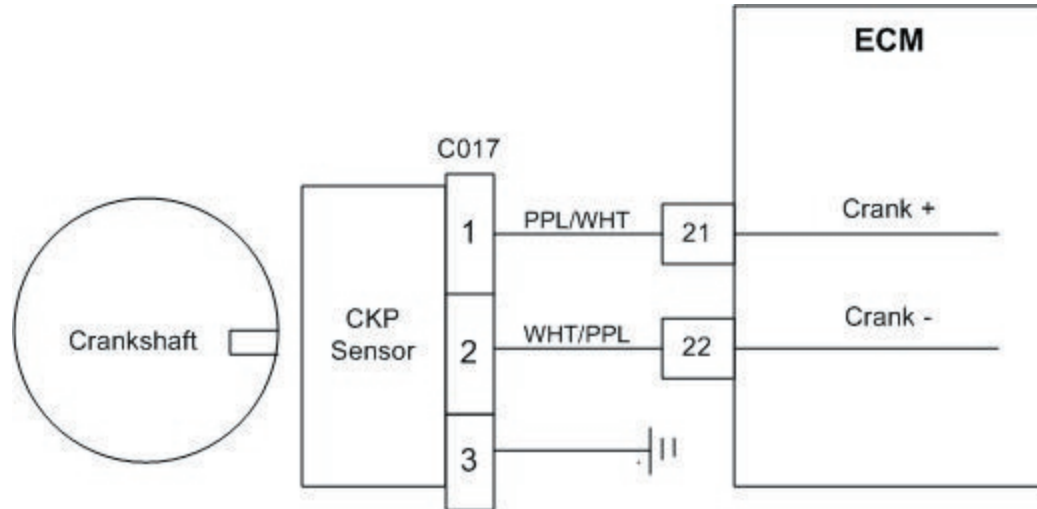 ECM
C017
1
PPL/WHT
21
Crank +
Crankshaft
CKP
Sensor
2
WHT/PPL
22
Crank -
3